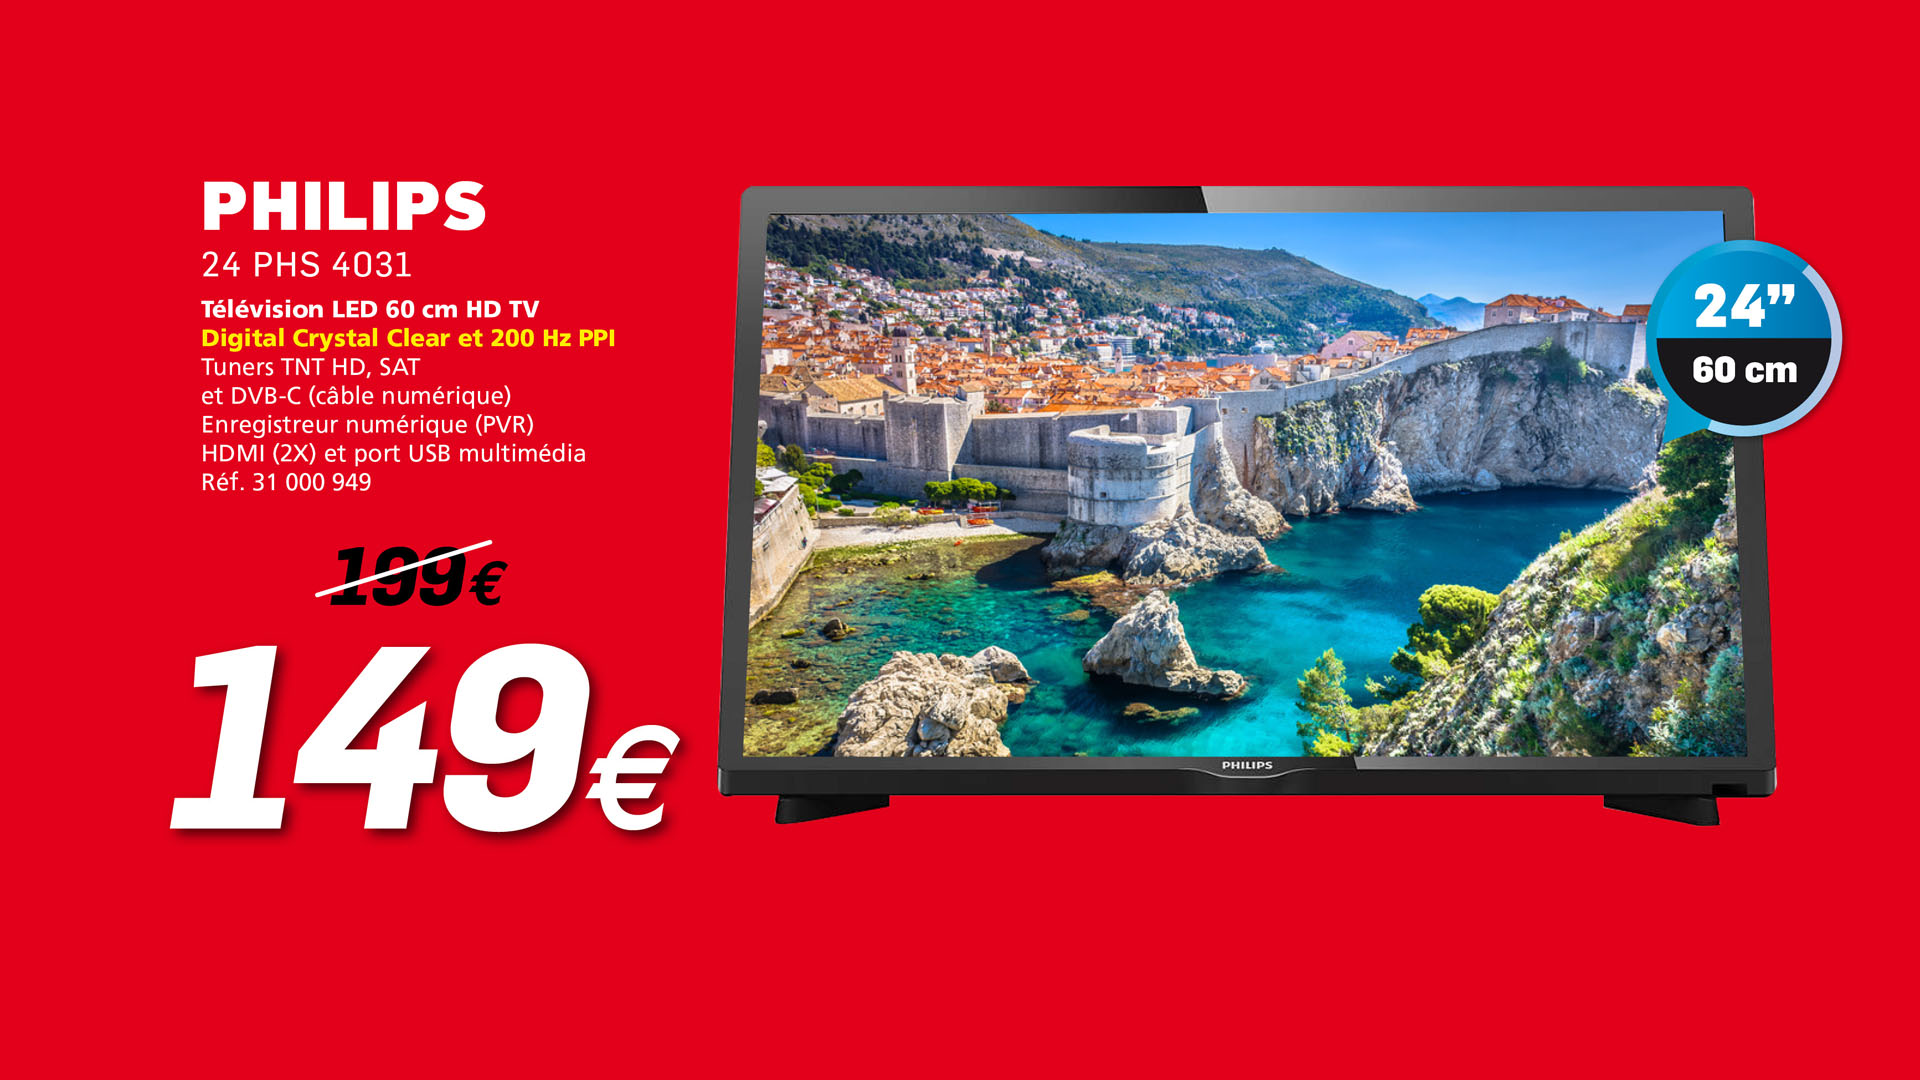 PHILIPS
24 PHS 4031
Télévision LED 60 cm HD TV
Digital Crystal Clear et 200 Hz PPI
Tuners TNT HD, SAT
et DVB-C (câble numérique)
Enregistreur numérique (PVR)
HDMI (2X) et port USB multimédia
Réf. 31 000 949
199€
149€
24”
60 cm
PHILIPS